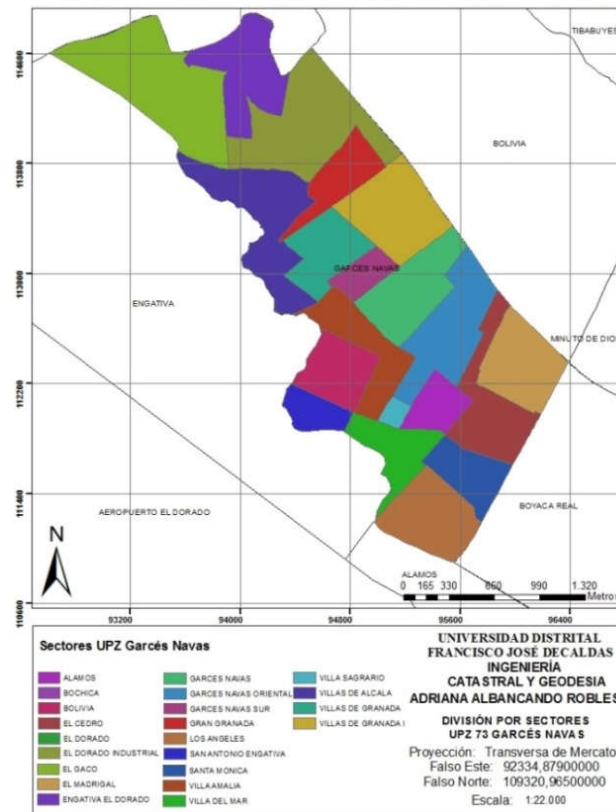 114600
113800
113000
112200
111400
110600
TIBABUYES
BOLIVIA
GARCES NAVAS
ENGATIVA
MINUTO DE DIO
AEROPUERTO EL DORADO
BOYACA REAL
N
ALAMOS
0 165 330 660 990 1.320
Metros
93200 94000 94800 95600 96400
Sectores UPZ Garcés Navas
ALAMOS
BOCHICA
BOLIVIA
EL CEDRO
EL DORADO
EL DORADO INDUSTRIAL
EL GACO
EL MADRIGAL
ENGATIVA EL DORADO
GARCES NAVAS
GARCES NAVAS ORIENTAL
GARCES NAVAS SUR
GRAN GRANADA
LOS ANGELES
SAN ANTONIO ENGATIVA
SANTA MONICA
VILLA AMALIA
VILLA DEL MAR
VILLA SAGRARIO
VILLAS DE ALCALA
VILLAS DE GRANADA
VILLAS DE GRANADA I
UNIVERSIDAD DISTRITAL
FRANCISCO JOSÉ DECALDAS
INGENIERÍA
CATASTRAL Y GEODESIA
ADRIANA ALBANCANDO ROBLES
DIVISIÓN POR SECTORES
UPZ 73 GARCÉS NAVAS
Proyección: Transversa de Mercato
Falso Este: 92334,87900000
Falso Norte: 109320,96500000
Escala: 1:22.000